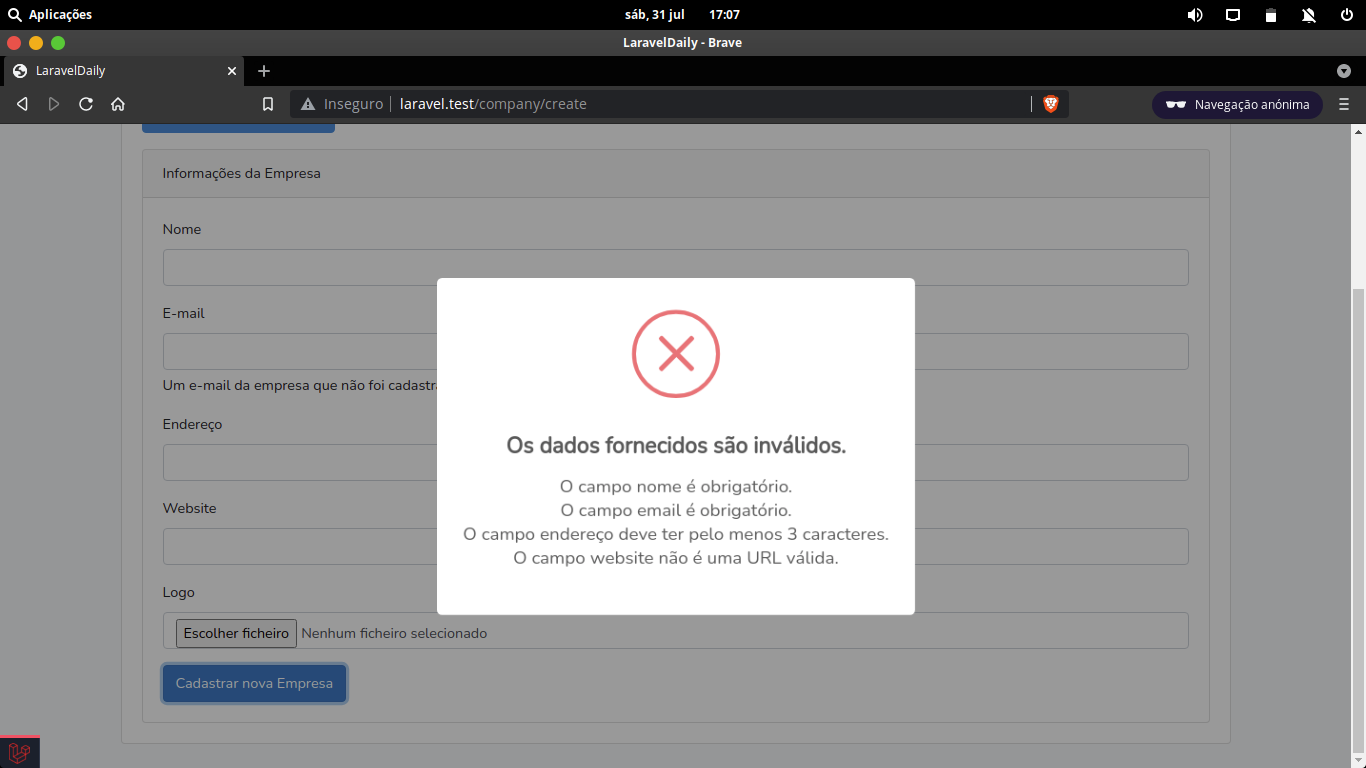 Aplicações
sáb, 31 jul 17:07
LaravelDaily - Brave
LaravelDaily
Inseguro laravel.test/company/create
Navegação anónima
Informações da Empresa
Nome
E-mail
Um e-mail da empresa que não foi
Endereço
Website
Logo
Escolher ficheiro Nenhum ficheiro selecionado
Cadastrar nova Empresa
Os dados fornecidos são inválidos.
O campo nome é obrigatório.
O campo email é obrigatório.
O campo endereço deve ter pelo menos 3 caracteres.
O campo website não é uma URL válida.